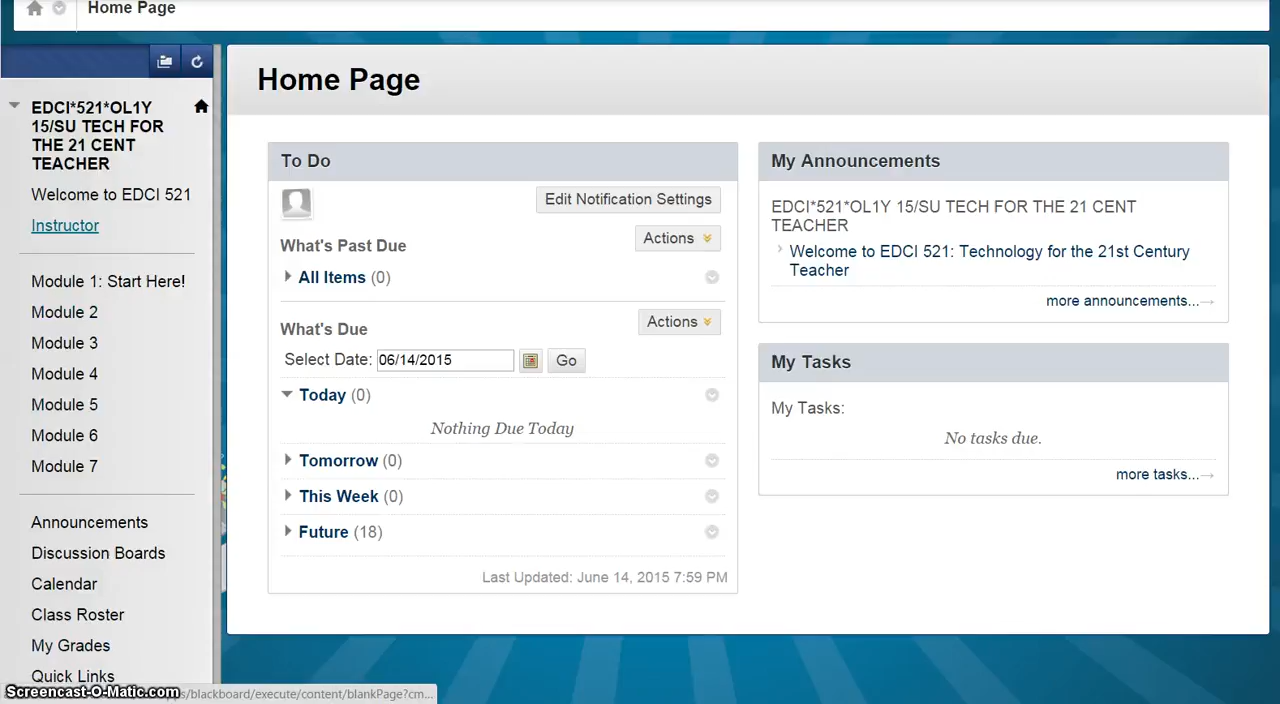 Home Page
EDCI*521*OL1Y
15/SU TECH FOR
THE 21 CENT
TEACHER
Welcome to EDCI 521
Instructor
Module 1: Start Here!
Module 2
Module 3
Module 4
Module 5
Module 6
Module 7
Announcements
Discussion Boards
Calendar
Class Roster
My Grades
Quick Links
Home Page
To Do
Edit Notification Settings
What's Past Due
Actions
All Items (0)
What's Due
Actions
Select Date: 06/14/2015 Go
Today (0)
Nothing Due Today
Tomorrow (0)
This Week (0)
Future (18)
Last Updated: June 14, 2015 7:59 PM
My Announcements
EDCI*521*OL1Y 15/SU TECH FOR THE 21 CENT
TEACHER
Welcome to EDCI 521: Technology for the 21st Century
Teacher
more announcements...→
My Tasks
My Tasks:
No tasks due.
more tasks...→
Screencast-O-Matic.com
/blackboard/execute/content/blankPage?cm...